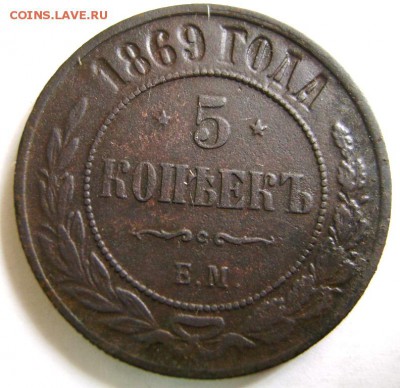 COINS.LAVE.RU
1869 ГОДА
5
КОПѢЕКЪ
Е.М.